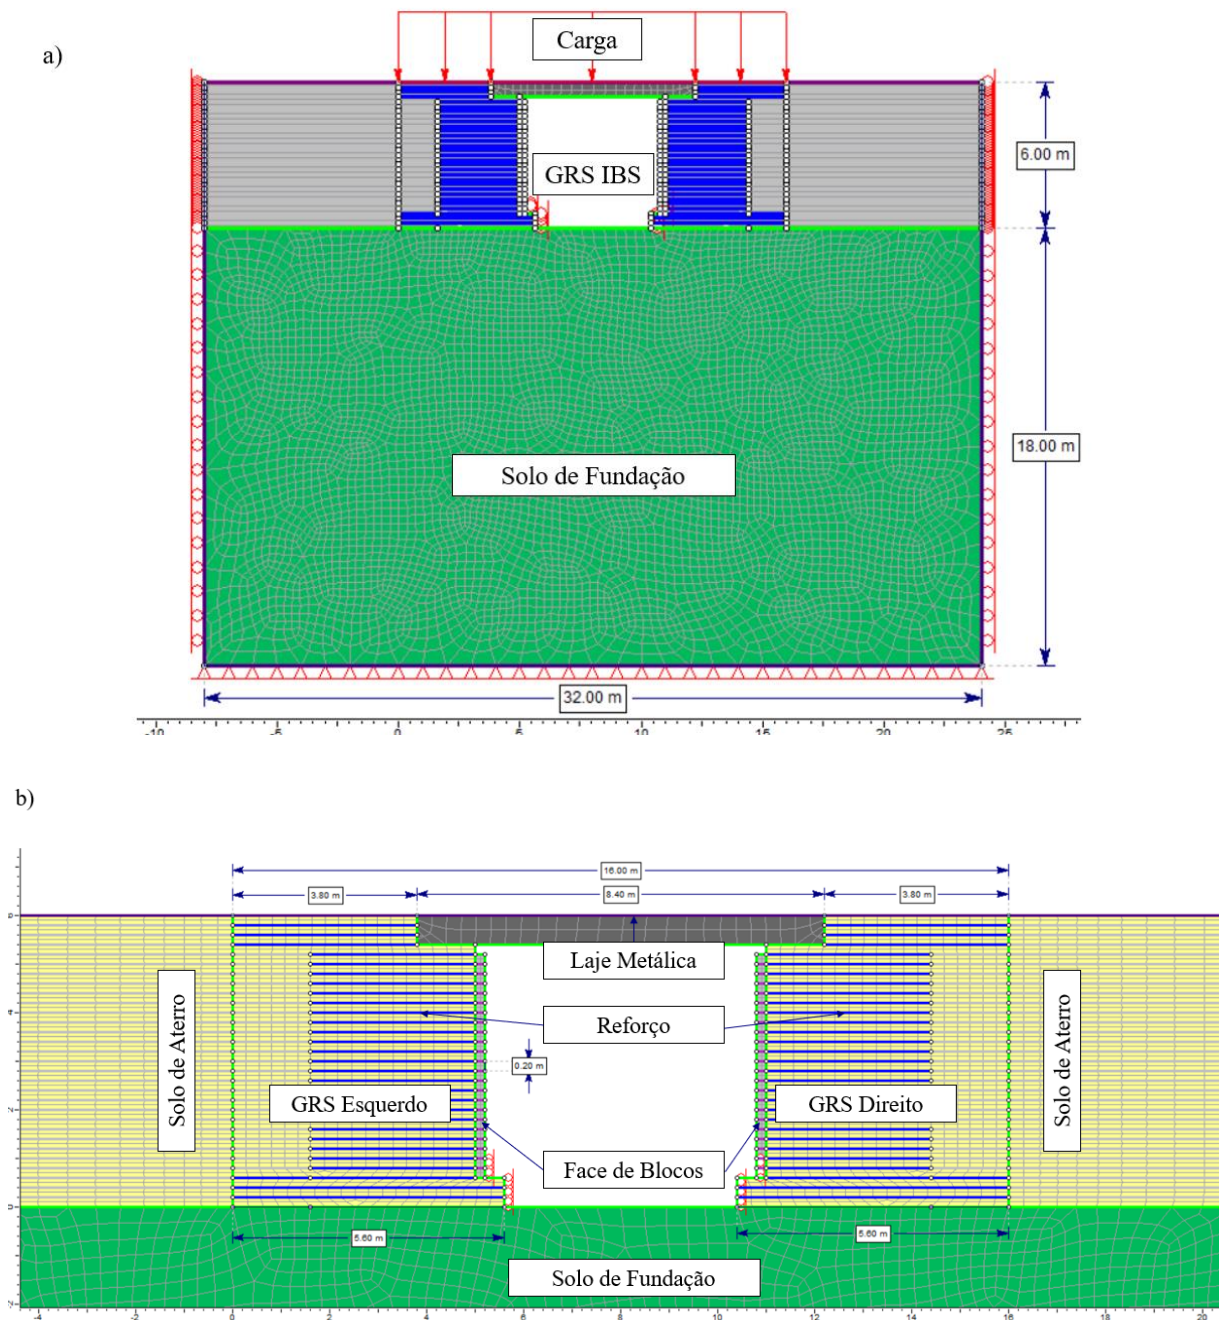 a)
Carga
GRS IBS
6.00 m
Solo de Fundação
18.00 m
32.00 m
-10 -5 0 5 10 15 20 25
b)
16.00 m
3.80 m 8.40 m 3.80 m
Laje Metálica
Solo de Aterro
Reforço
Solo de Aterro
0.20 m
GRS Esquerdo
GRS Direito
Face de Blocos
5.60 m
5.60 m
Solo de Fundação
-4 -2 0 2 4 6 8 10 12 14 16 18 20